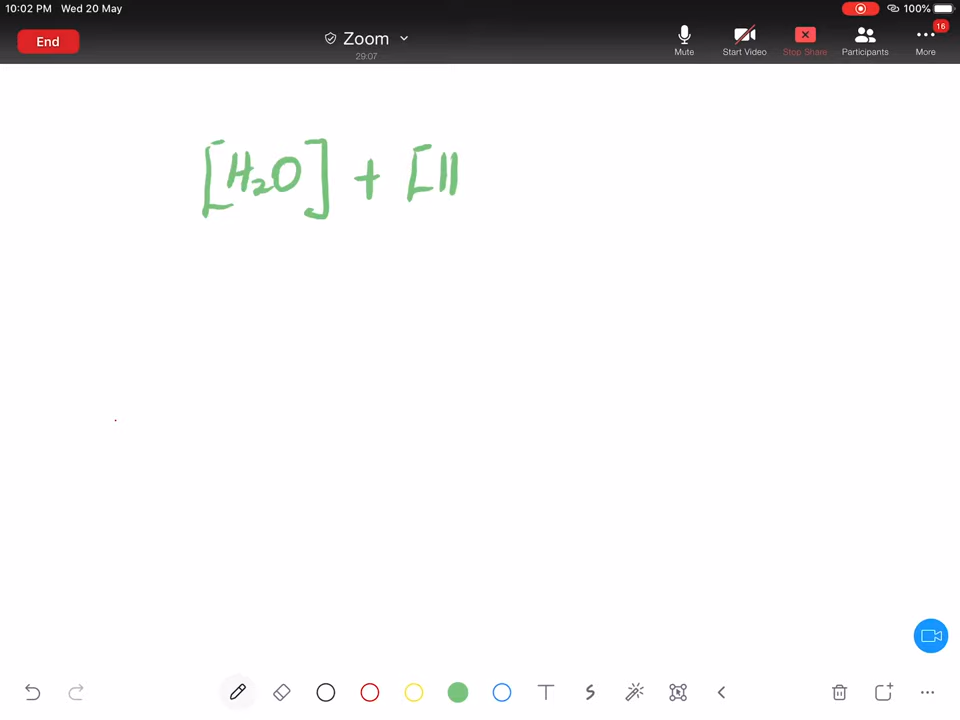 10:02 PM Wed 20 May 100%
End Zoom 16
29:07 Mute Start Video Stop Share Participants More
[H₂O] + [||
T